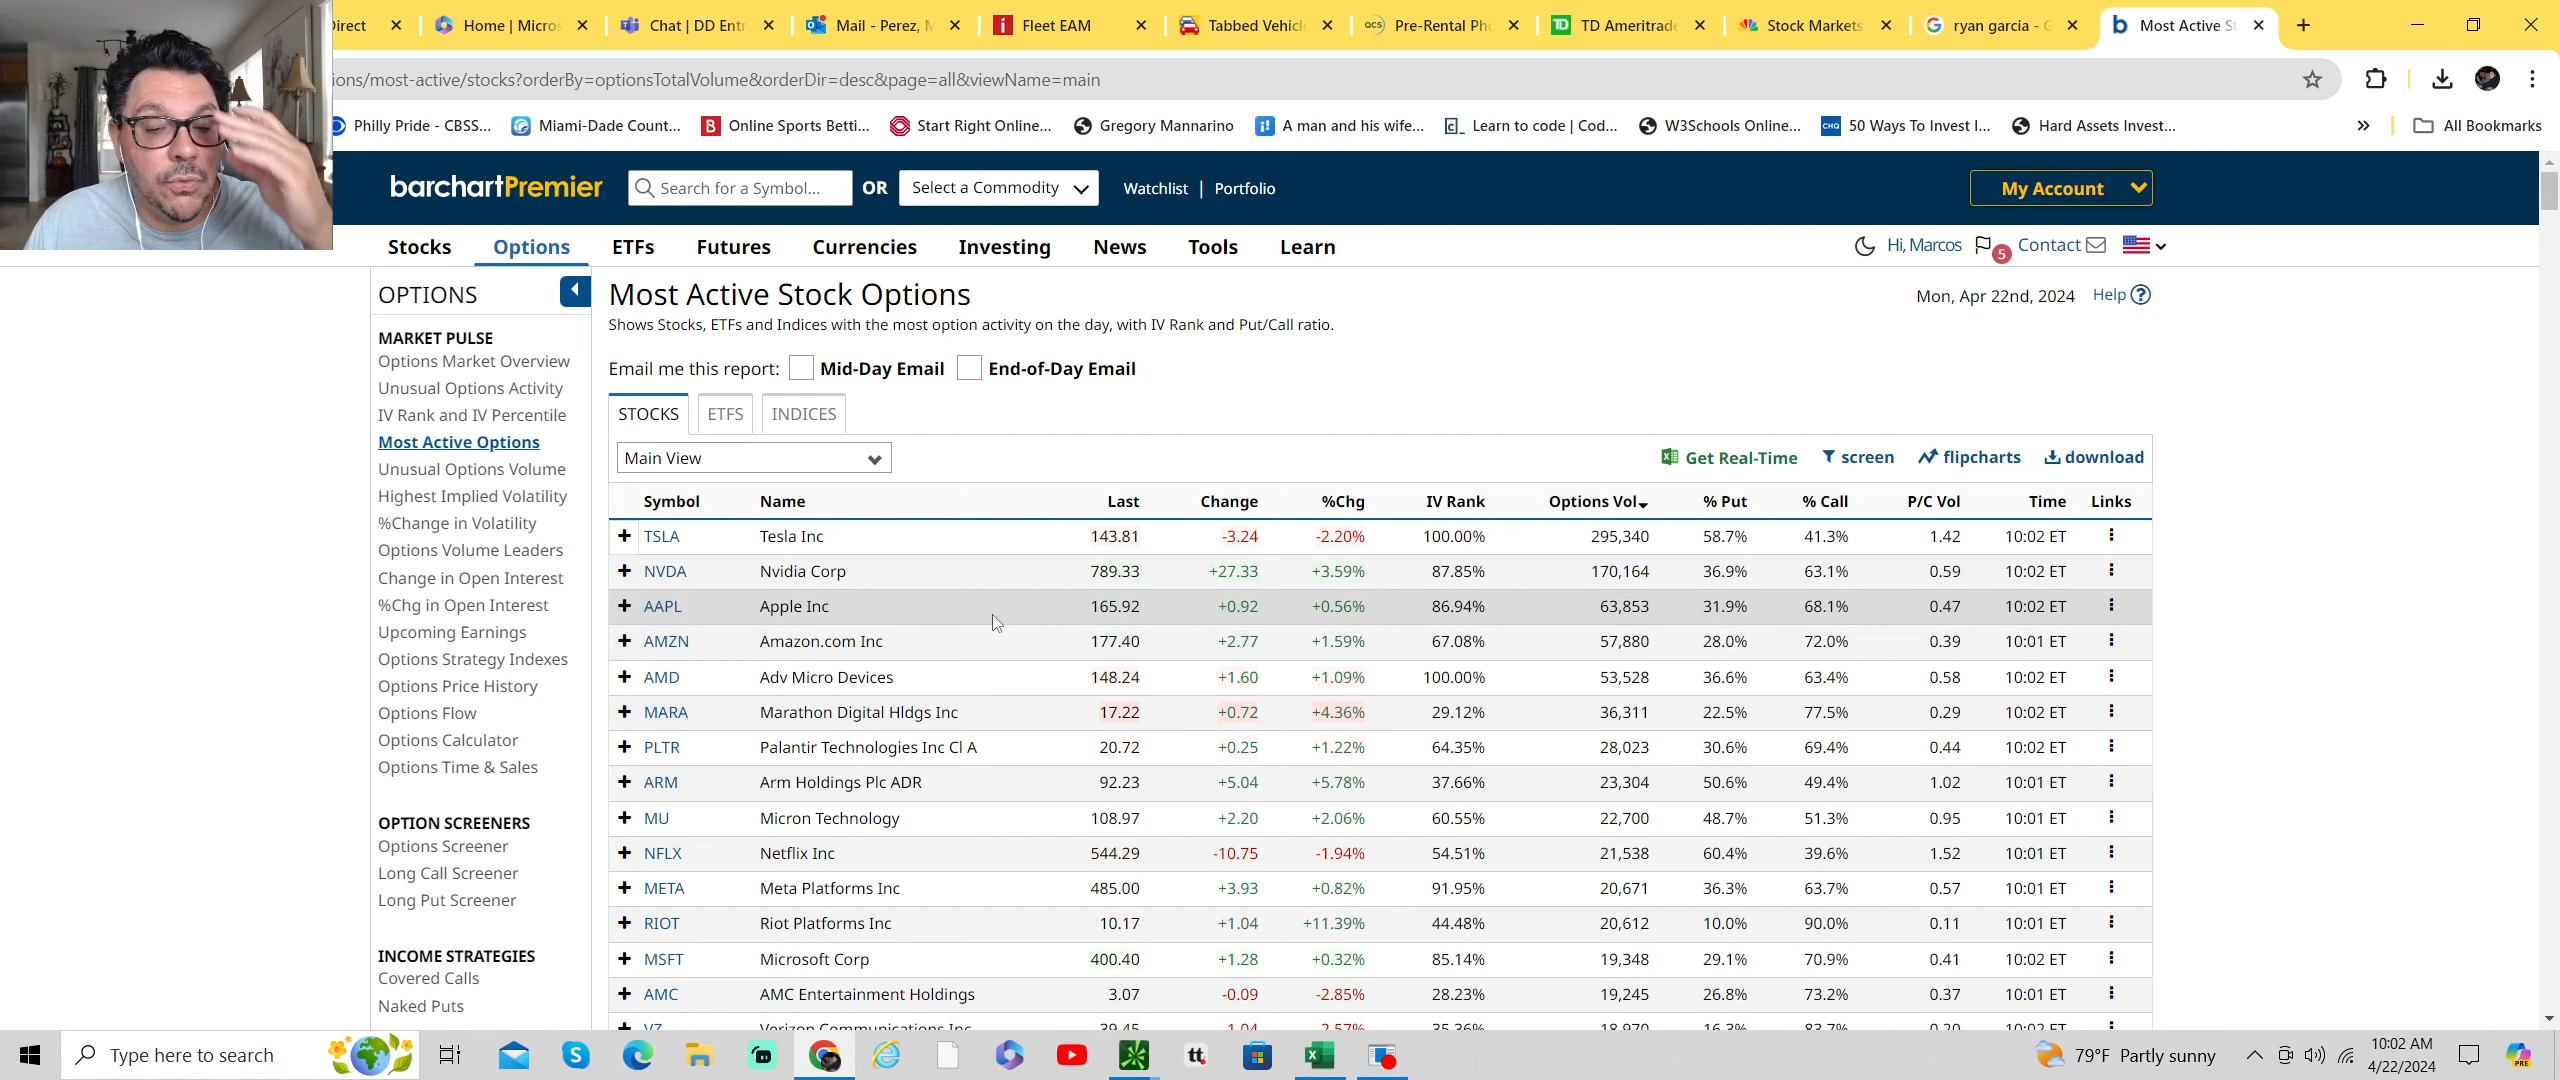 irect
Home | Micros
Chat | DD Entr
Mail - Perez, M
Fleet EAM
Tabbed Vehicl
Pre-Rental Ph
TD Ameritrade
Stock Markets
ryan garcia - G
Most Active St
ions/most-active/stocks?orderBy=optionsTotalVolume&orderDir=desc&page=all&viewName=main
Philly Pride - CBSS...
Miami-Dade Count...
Online Sports Betti...
Start Right Online...
Gregory Mannarino
A man and his wife...
Learn to code | Cod...
W3Schools Online...
50 Ways To Invest I...
Hard Assets Invest...
All Bookmarks
barchartPremier
Search for a Symbol...
OR
Select a Commodity
Watchlist | Portfolio
My Account
Stocks Options ETFs Futures Currencies Investing News Tools Learn
Hi, Marcos 5 Contact
OPTIONS
MARKET PULSE
Options Market Overview
Unusual Options Activity
IV Rank and IV Percentile
Most Active Options
Unusual Options Volume
Highest Implied Volatility
%Change in Volatility
Options Volume Leaders
Change in Open Interest
%Chg in Open Interest
Upcoming Earnings
Options Strategy Indexes
Options Price History
Options Flow
Options Calculator
Options Time & Sales
OPTION SCREENERS
Options Screener
Long Call Screener
Long Put Screener
INCOME STRATEGIES
Covered Calls
Naked Puts
Most Active Stock Options
Mon, Apr 22nd, 2024 Help ?
Shows Stocks, ETFs and Indices with the most option activity on the day, with IV Rank and Put/Call ratio.
Email me this report: Mid-Day Email End-of-Day Email
STOCKS ETFS INDICES
Main View
Get Real-Time screen flipcharts download
Symbol Name Last Change %Chg IV Rank Options Vol % Put % Call P/C Vol Time Links
+ TSLA Tesla Inc 143.81 -3.24 -2.20% 100.00% 295,340 58.7% 41.3% 1.42 10:02 ET
+ NVDA Nvidia Corp 789.33 +27.33 +3.59% 87.85% 170,164 36.9% 63.1% 0.59 10:02 ET
+ AAPL Apple Inc 165.92 +0.92 +0.56% 86.94% 63,853 31.9% 68.1% 0.47 10:02 ET
+ AMZN Amazon.com Inc 177.40 +2.77 +1.59% 67.08% 57,880 28.0% 72.0% 0.39 10:01 ET
+ AMD Adv Micro Devices 148.24 +1.60 +1.09% 100.00% 53,528 36.6% 63.4% 0.58 10:02 ET
+ MARA Marathon Digital Hldgs Inc 17.22 +0.72 +4.36% 29.12% 36,311 22.5% 77.5% 0.29 10:02 ET
+ PLTR Palantir Technologies Inc Cl A 20.72 +0.25 +1.22% 64.35% 28,023 30.6% 69.4% 0.44 10:02 ET
+ ARM Arm Holdings Plc ADR 92.23 +5.04 +5.78% 37.66% 23,304 50.6% 49.4% 1.02 10:01 ET
+ MU Micron Technology 108.97 +2.20 +2.06% 60.55% 22,700 48.7% 51.3% 0.95 10:01 ET
+ NFLX Netflix Inc 544.29 -10.75 -1.94% 54.51% 21,538 60.4% 39.6% 1.52 10:01 ET
+ META Meta Platforms Inc 485.00 +3.93 +0.82% 91.95% 20,671 36.3% 63.7% 0.57 10:01 ET
+ RIOT Riot Platforms Inc 10.17 +1.04 +11.39% 44.48% 20,612 10.0% 90.0% 0.11 10:01 ET
+ MSFT Microsoft Corp 400.40 +1.28 +0.32% 85.14% 19,348 29.1% 70.9% 0.41 10:02 ET
+ AMC AMC Entertainment Holdings 3.07 -0.09 -2.85% 28.23% 19,245 26.8% 73.2% 0.37 10:01 ET
+ VZ Verizon Communications Inc 39.45 -1.04 -2.57% 35.36% 18,970 16.3% 83.7% 0.20 10:02 ET
Type here to search
79°F Partly sunny
10:02 AM
4/22/2024